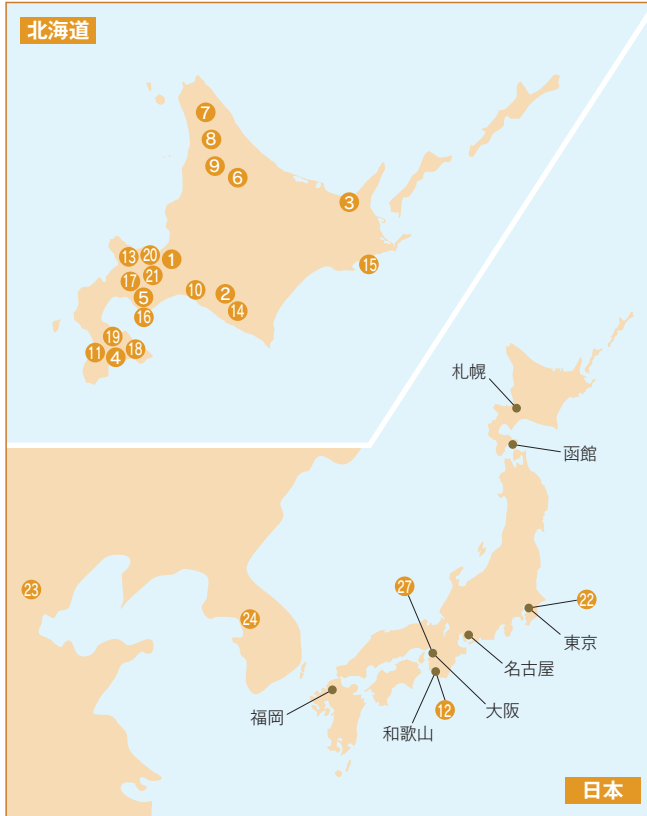 北海道
⑦
⑧
⑨
⑥
③
⑬
⑳
①
⑮
⑰
㉑
⑤
⑩
②
⑯
⑭
⑲
⑪
④
⑱
札幌
函館
㉓
㉗
㉒
㉔
東京
名古屋
福岡
和歌山
⑫
大阪
日本